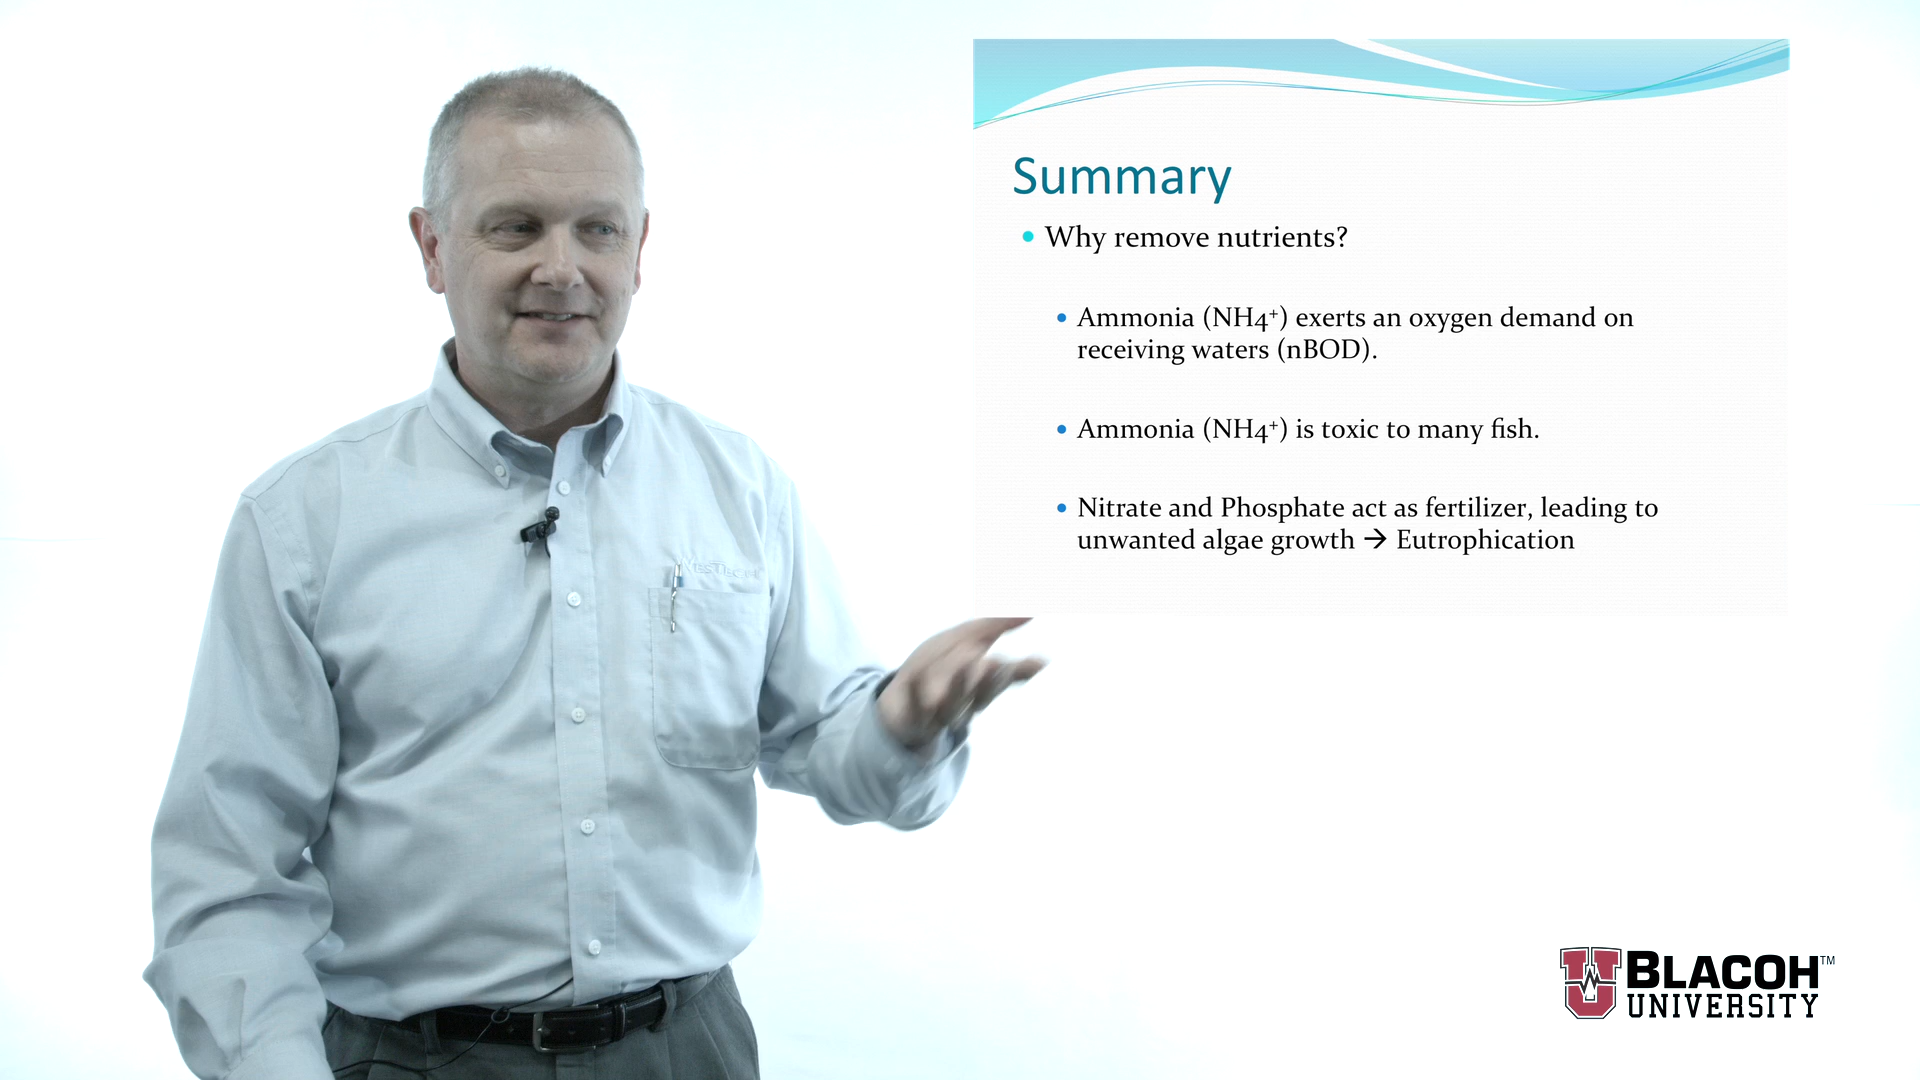 Summary
• Why remove nutrients?
• Ammonia (NH4⁺) exerts an oxygen demand on
receiving waters (nBOD).
• Ammonia (NH4⁺) is toxic to many fish.
• Nitrate and Phosphate act as fertilizer, leading to
unwanted algae growth → Eutrophication
WesTech
U BLACOH™
UNIVERSITY